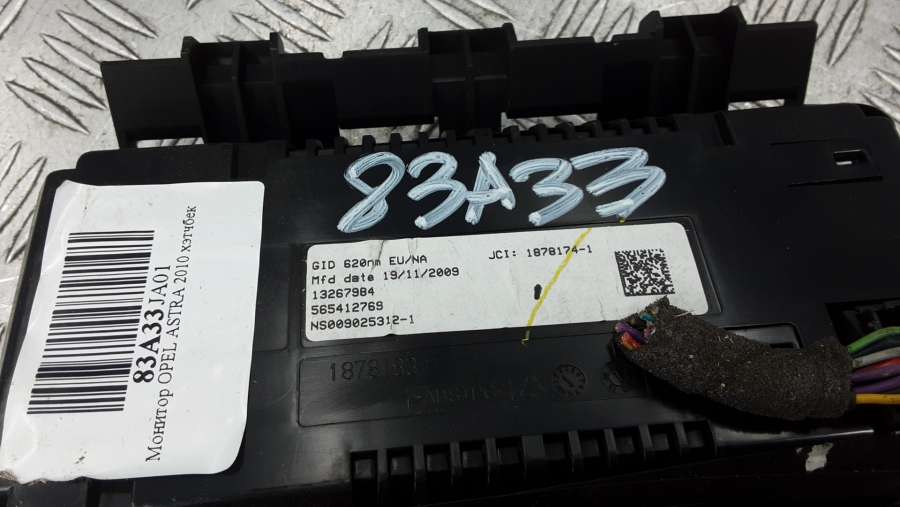 83A33
83A33JA01
Монитор OPEL ASTRA 2010 хэтчбек
GID 620nm EU/NA
JCI: 1878174-1
Mfd date 19/11/2009
13267984
565412769
NS009025312-1